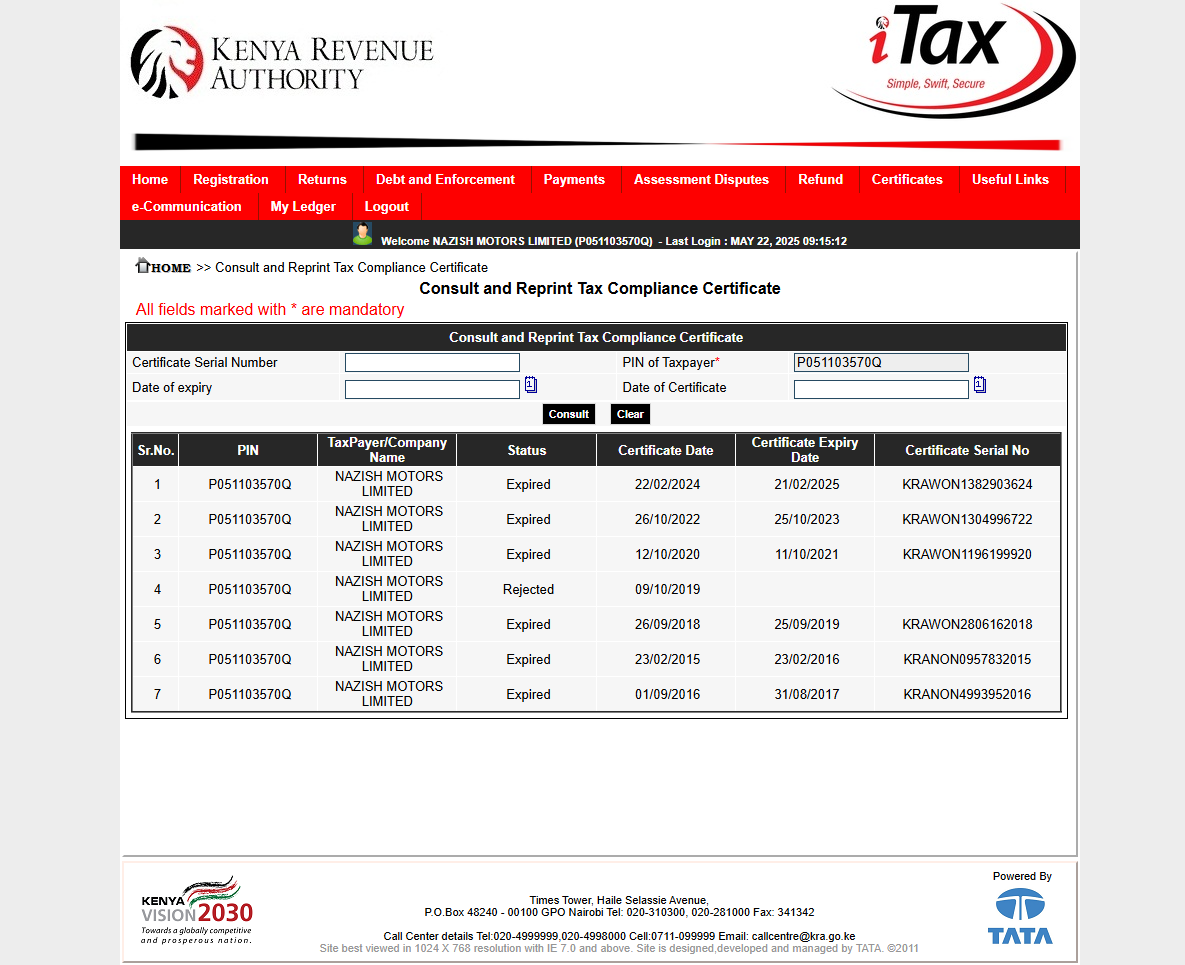 KENYA REVENUE
AUTHORITY
iTax
Simple, Swift, Secure
Home Registration Returns Debt and Enforcement Payments Assessment Disputes Refund Certificates Useful Links
e-Communication My Ledger Logout
Welcome NAZISH MOTORS LIMITED (P051103570Q) - Last Login : MAY 22, 2025 09:15:12
HOME >> Consult and Reprint Tax Compliance Certificate
Consult and Reprint Tax Compliance Certificate
All fields marked with * are mandatory
Consult and Reprint Tax Compliance Certificate
Certificate Serial Number PIN of Taxpayer* P051103570Q
Date of expiry 1 Date of Certificate 1
Consult Clear
Sr.No. PIN TaxPayer/Company Name Status Certificate Date Certificate Expiry Date Certificate Serial No
1 P051103570Q NAZISH MOTORS LIMITED Expired 22/02/2024 21/02/2025 KRAWON1382903624
2 P051103570Q NAZISH MOTORS LIMITED Expired 26/10/2022 25/10/2023 KRAWON1304996722
3 P051103570Q NAZISH MOTORS LIMITED Expired 12/10/2020 11/10/2021 KRAWON1196199920
4 P051103570Q NAZISH MOTORS LIMITED Rejected 09/10/2019
5 P051103570Q NAZISH MOTORS LIMITED Expired 26/09/2018 25/09/2019 KRAWON2806162018
6 P051103570Q NAZISH MOTORS LIMITED Expired 23/02/2015 23/02/2016 KRANON0957832015
7 P051103570Q NAZISH MOTORS LIMITED Expired 01/09/2016 31/08/2017 KRANON4993952016
KENYA
VISION 2030
Towards a globally competitive
and prosperous nation.
Times Tower, Haile Selassie Avenue,
P.O.Box 48240 - 00100 GPO Nairobi Tel: 020-310300, 020-281000 Fax: 341342
Call Center details Tel:020-4999999,020-4998000 Cell:0711-099999 Email: callcentre@kra.go.ke
Site best viewed in 1024 X 768 resolution with IE 7.0 and above. Site is designed,developed and managed by TATA. ©2011
Powered By
TATA